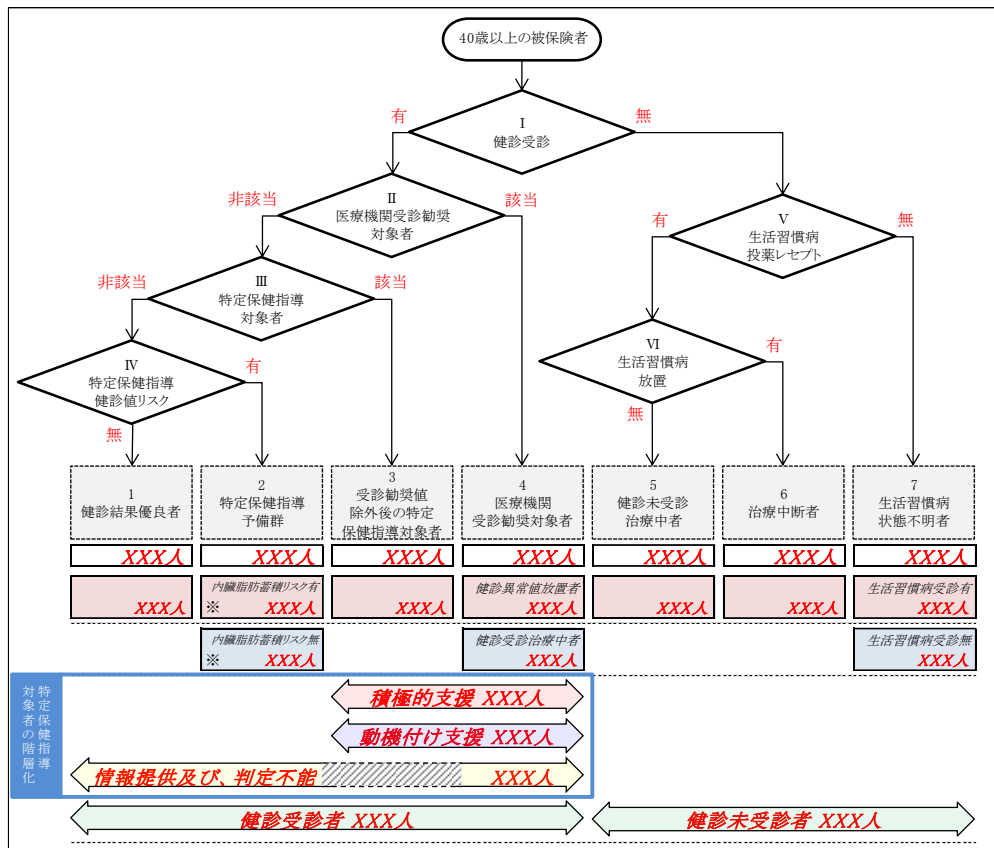 40歳以上の被保険者
Ⅰ
健診受診
有
無
Ⅱ
医療機関受診勧奨
対象者
非該当
該当
Ⅴ
生活習慣病
投薬レセプト
有
無
Ⅲ
特定保健指導
対象者
非該当
該当
Ⅵ
生活習慣病
放置
有
無
Ⅳ
特定保健指導
健診値リスク
有
無
1
健診結果優良者
2
特定保健指導
予備群
3
受診勧奨値
除外後の特定
保健指導対象者
4
医療機関
受診勧奨対象者
5
健診未受診
治療中者
6
治療中断者
7
生活習慣病
状態不明者
XXX人
XXX人
XXX人
XXX人
XXX人
XXX人
XXX人
XXX人
内臓脂肪蓄積リスク有
※ XXX人
XXX人
健診異常値放置者
XXX人
XXX人
XXX人
生活習慣病受診有
XXX人
内臓脂肪蓄積リスク無
※ XXX人
健診受診治療中者
XXX人
生活習慣病受診無
XXX人
特定保健指導
対象者の階層化
積極的支援 XXX人
動機付け支援 XXX人
情報提供及び、判定不能 XXX人
健診受診者 XXX人
健診未受診者 XXX人